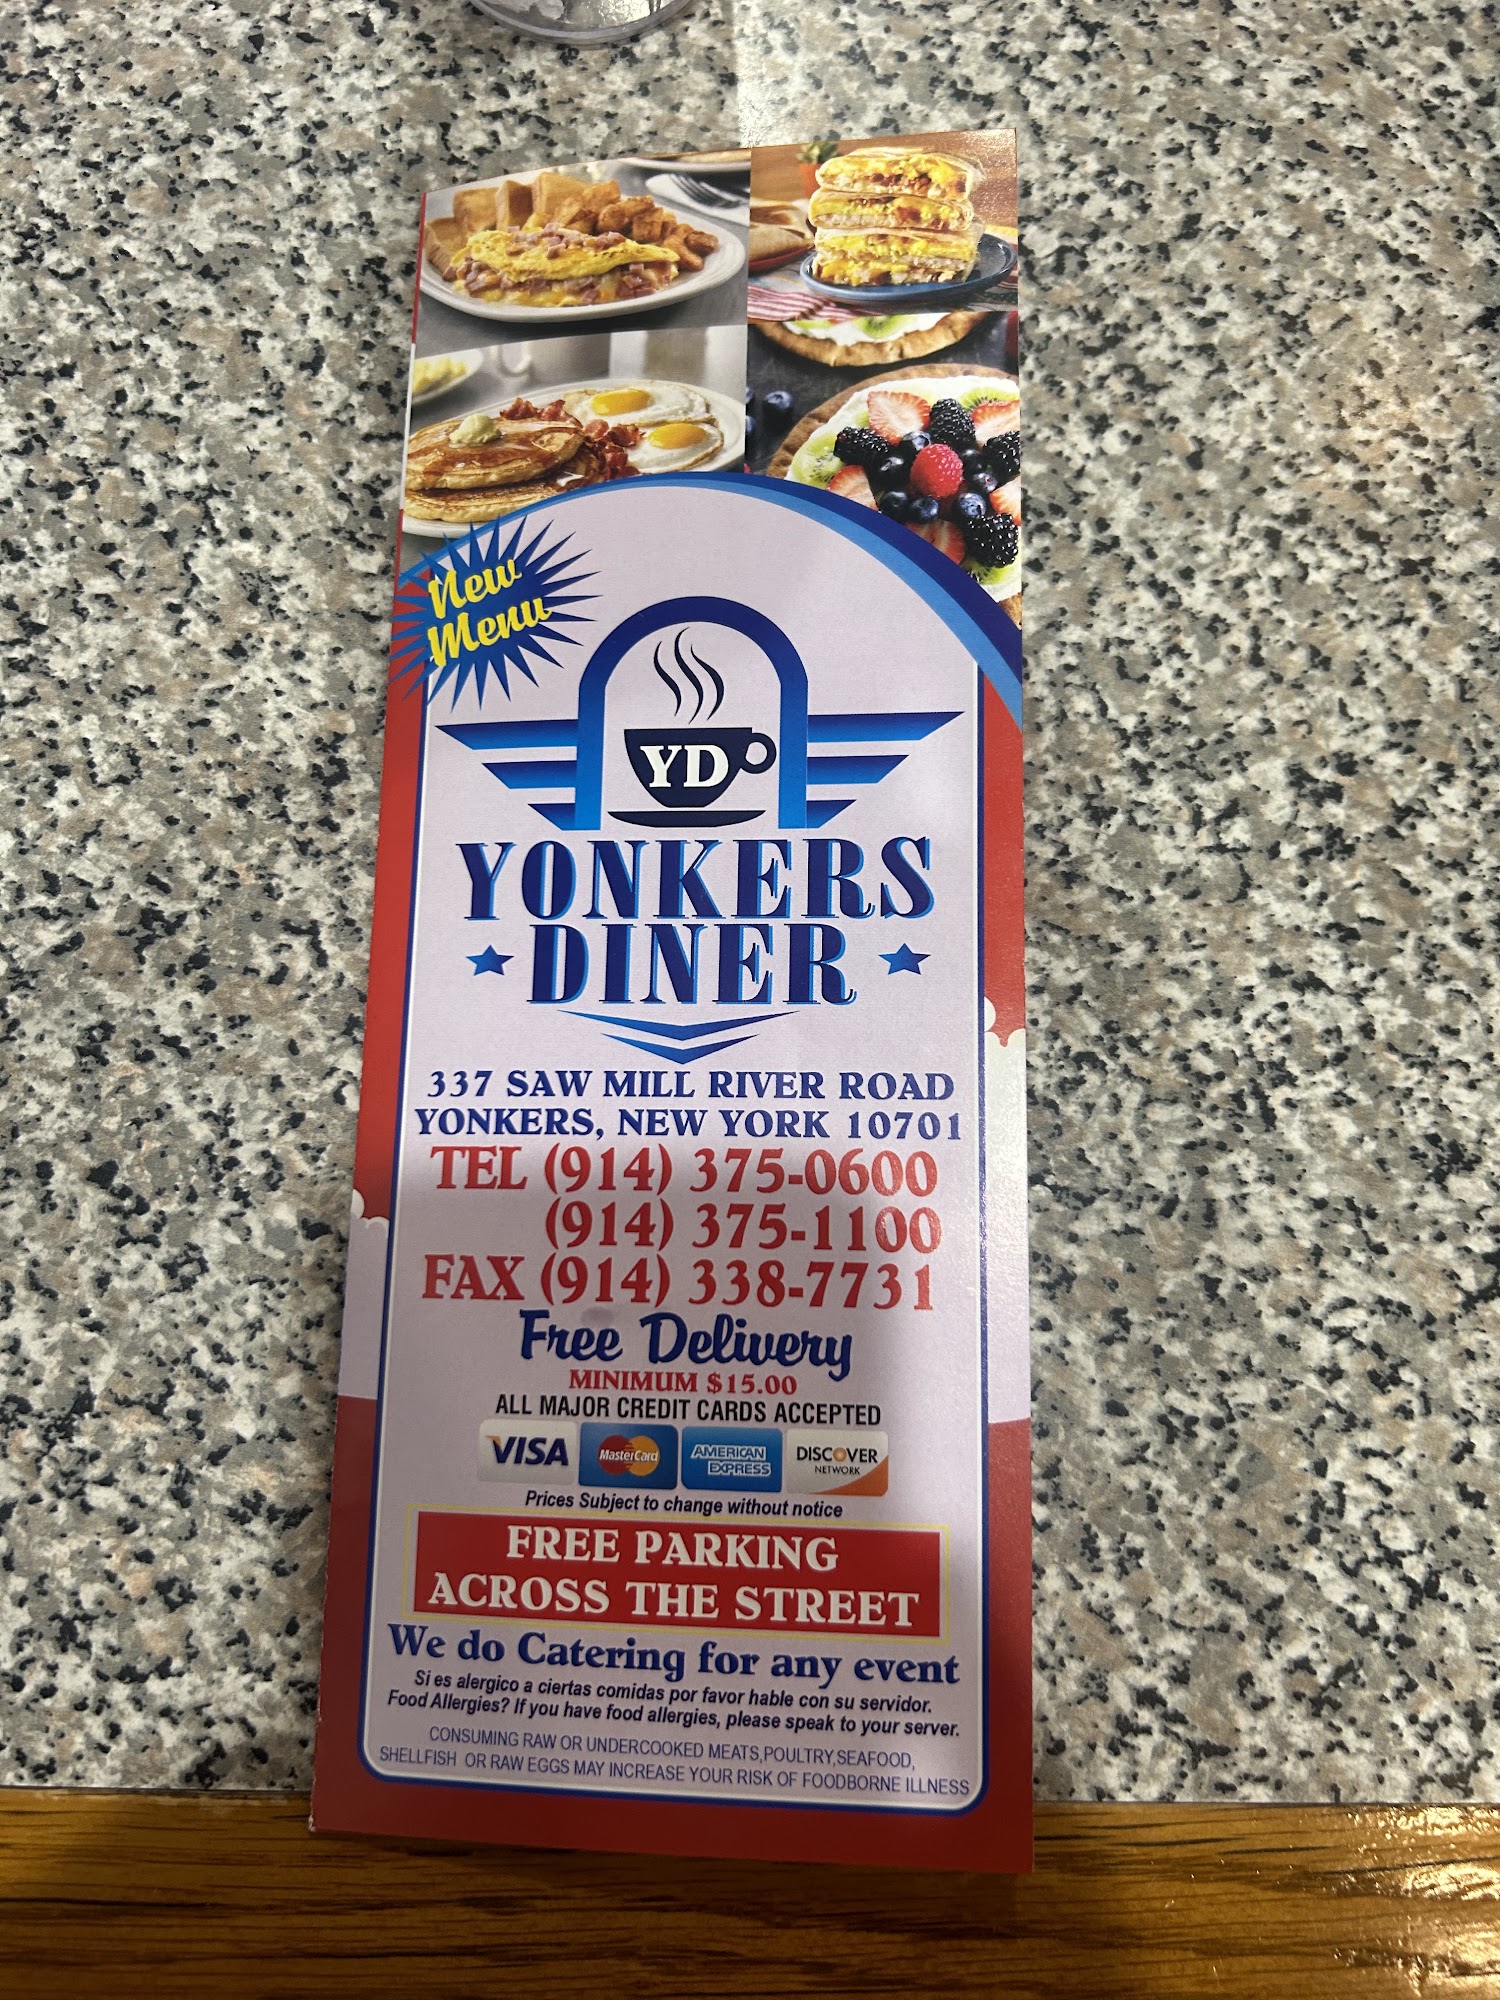 New
Menu
YD
YONKERS
DINER
337 SAW MILL RIVER ROAD
YONKERS, NEW YORK 10701
TEL (914) 375-0600
(914) 375-1100
FAX (914) 338-7731
Free Delivery
MINIMUM $15.00
ALL MAJOR CREDIT CARDS ACCEPTED
VISA MasterCard AMERICAN EXPRESS DISCOVER NETWORK
Prices Subject to change without notice
FREE PARKING
ACROSS THE STREET
We do Catering for any event
Si es alergico a ciertas comidas por favor hable con su servidor.
Food Allergies? If you have food allergies, please speak to your server.
CONSUMING RAW OR UNDERCOOKED MEATS,POULTRY,SEAFOOD,
SHELLFISH OR RAW EGGS MAY INCREASE YOUR RISK OF FOODBORNE ILLNESS